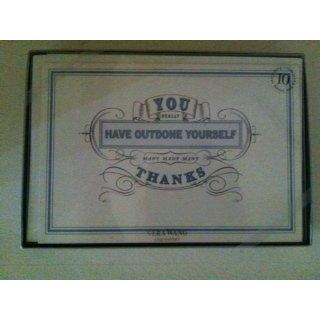 10
YOU
REALLY
HAVE OUTDONE YOURSELF
MANY MANY MANY
THANKS
VERA WANG